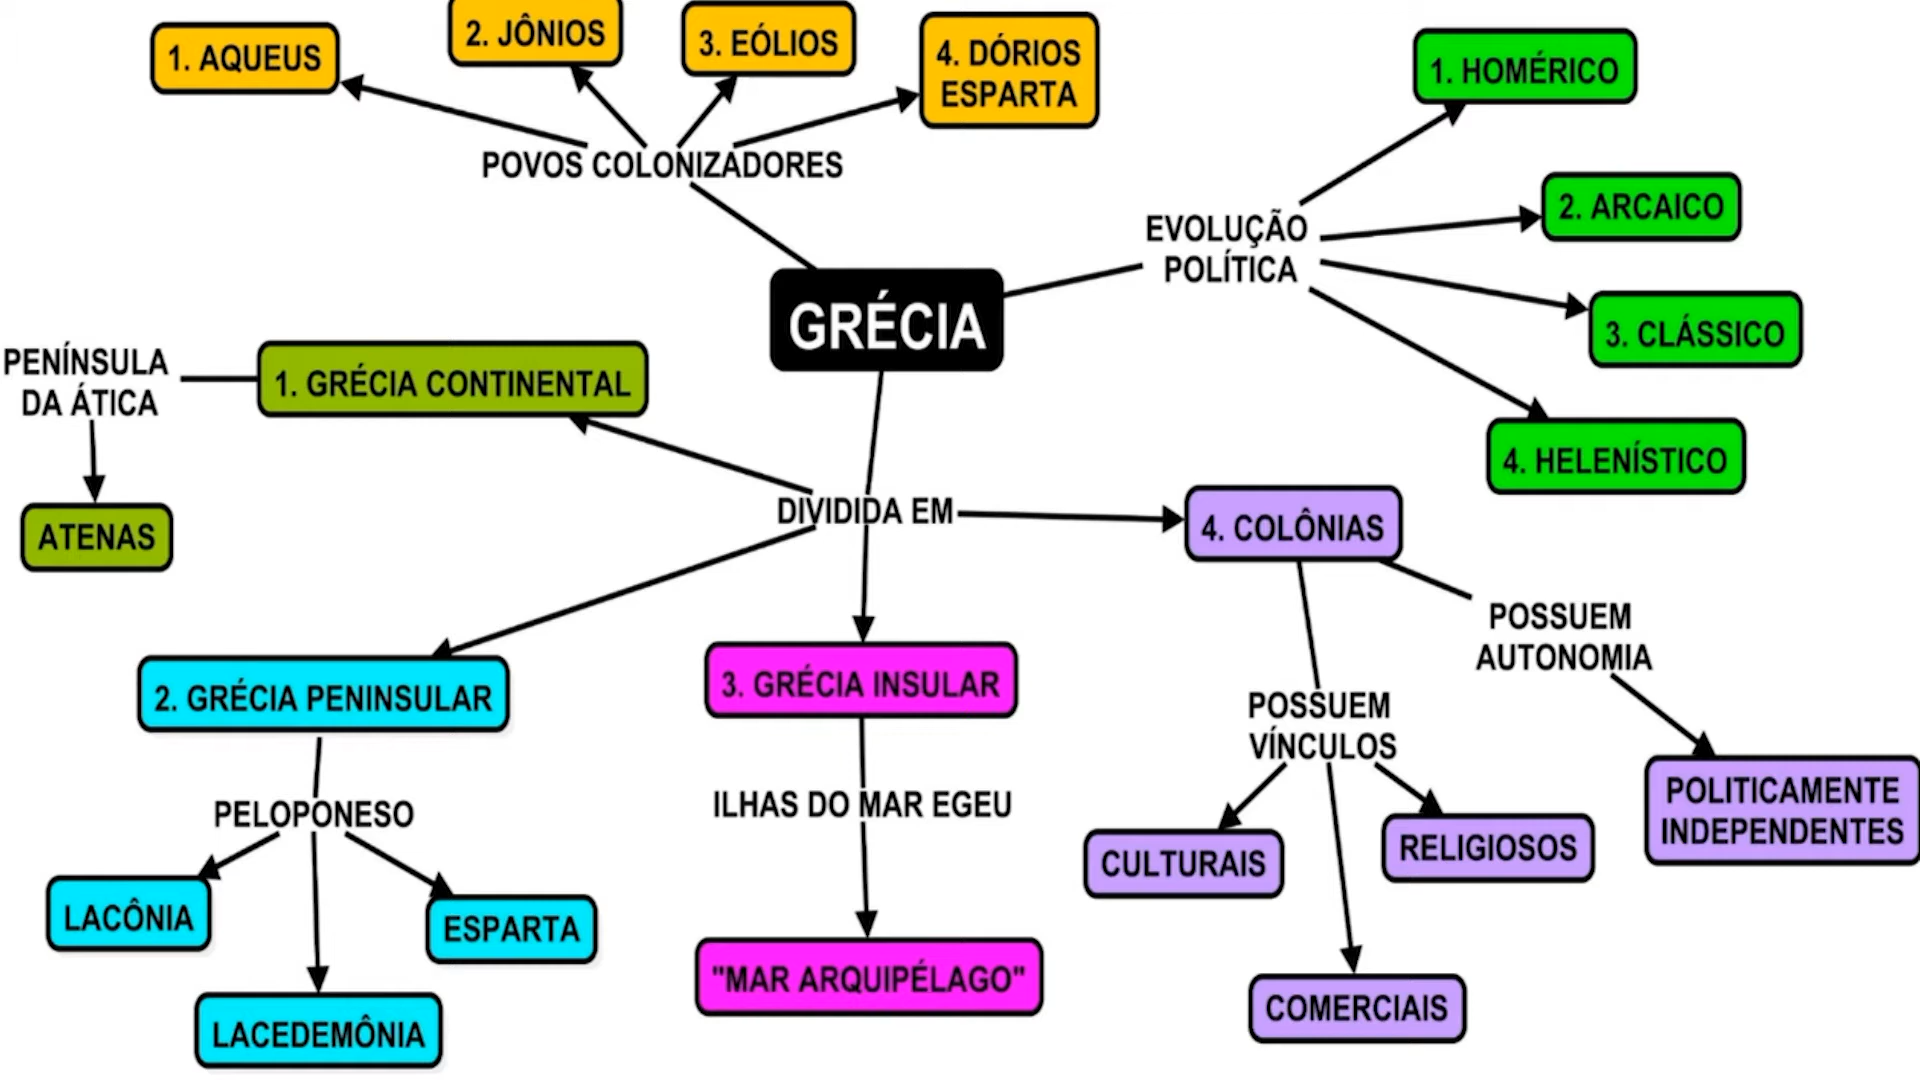 1. AQUEUS
2. JÔNIOS
3. EÓLIOS
4. DÓRIOS
ESPARTA
POVOS COLONIZADORES
1. HOMÉRICO
2. ARCAICO
EVOLUÇÃO
POLÍTICA
3. CLÁSSICO
4. HELENÍSTICO
GRÉCIA
PENÍNSULA
DA ÁTICA
1. GRÉCIA CONTINENTAL
ATENAS
DIVIDIDA EM
4. COLÔNIAS
POSSUEM
AUTONOMIA
POLITICAMENTE
INDEPENDENTES
POSSUEM
VÍNCULOS
CULTURAIS
RELIGIOSOS
COMERCIAIS
2. GRÉCIA PENINSULAR
PELOPONESO
LACÔNIA
ESPARTA
LACEDEMÔNIA
3. GRÉCIA INSULAR
ILHAS DO MAR EGEU
"MAR ARQUIPÉLAGO"